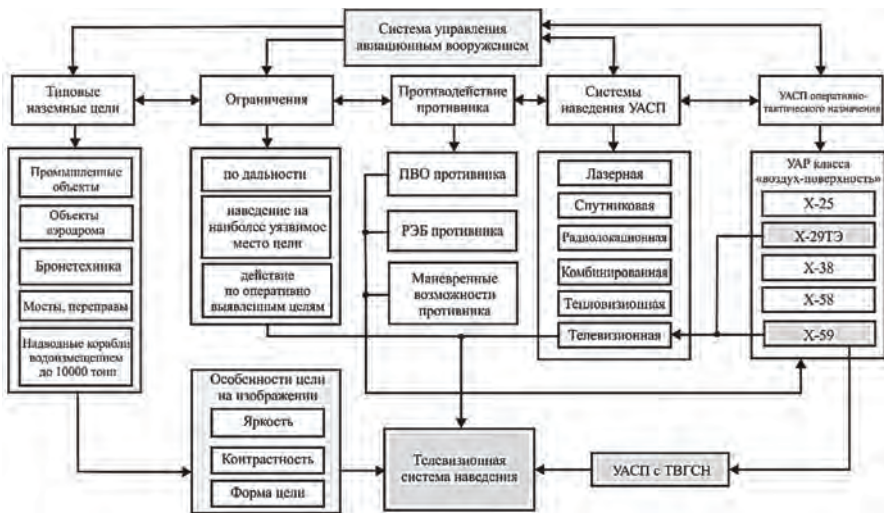 Система управления
авиационным вооружением
Типовые
наземные цели
Ограничения
Противодействие
противника
Системы
наведения УАСП
УАСП оперативно-
тактического назначения
Промышленные
объекты
Объекты
аэродрома
Бронетехника
Мосты, переправы
Надводные корабли
водоизмещением
до 10000 тонн
по дальности
наведение на
наиболее уязвимое
место цели
действие
по оперативно
выявленным целям
ПВО противника
РЭБ противника
Маневренные
возможности
противника
Лазерная
Спутниковая
Радиолокационная
Комбинированная
Тепловизионная
Телевизионная
УАР класса
«воздух-поверхность»
Х-25
Х-29ТЭ
Х-38
Х-58
Х-59
Особенности цели
на изображении
Яркость
Контрастность
Форма цели
Телевизионная
система наведения
УАСП с ТВГСН